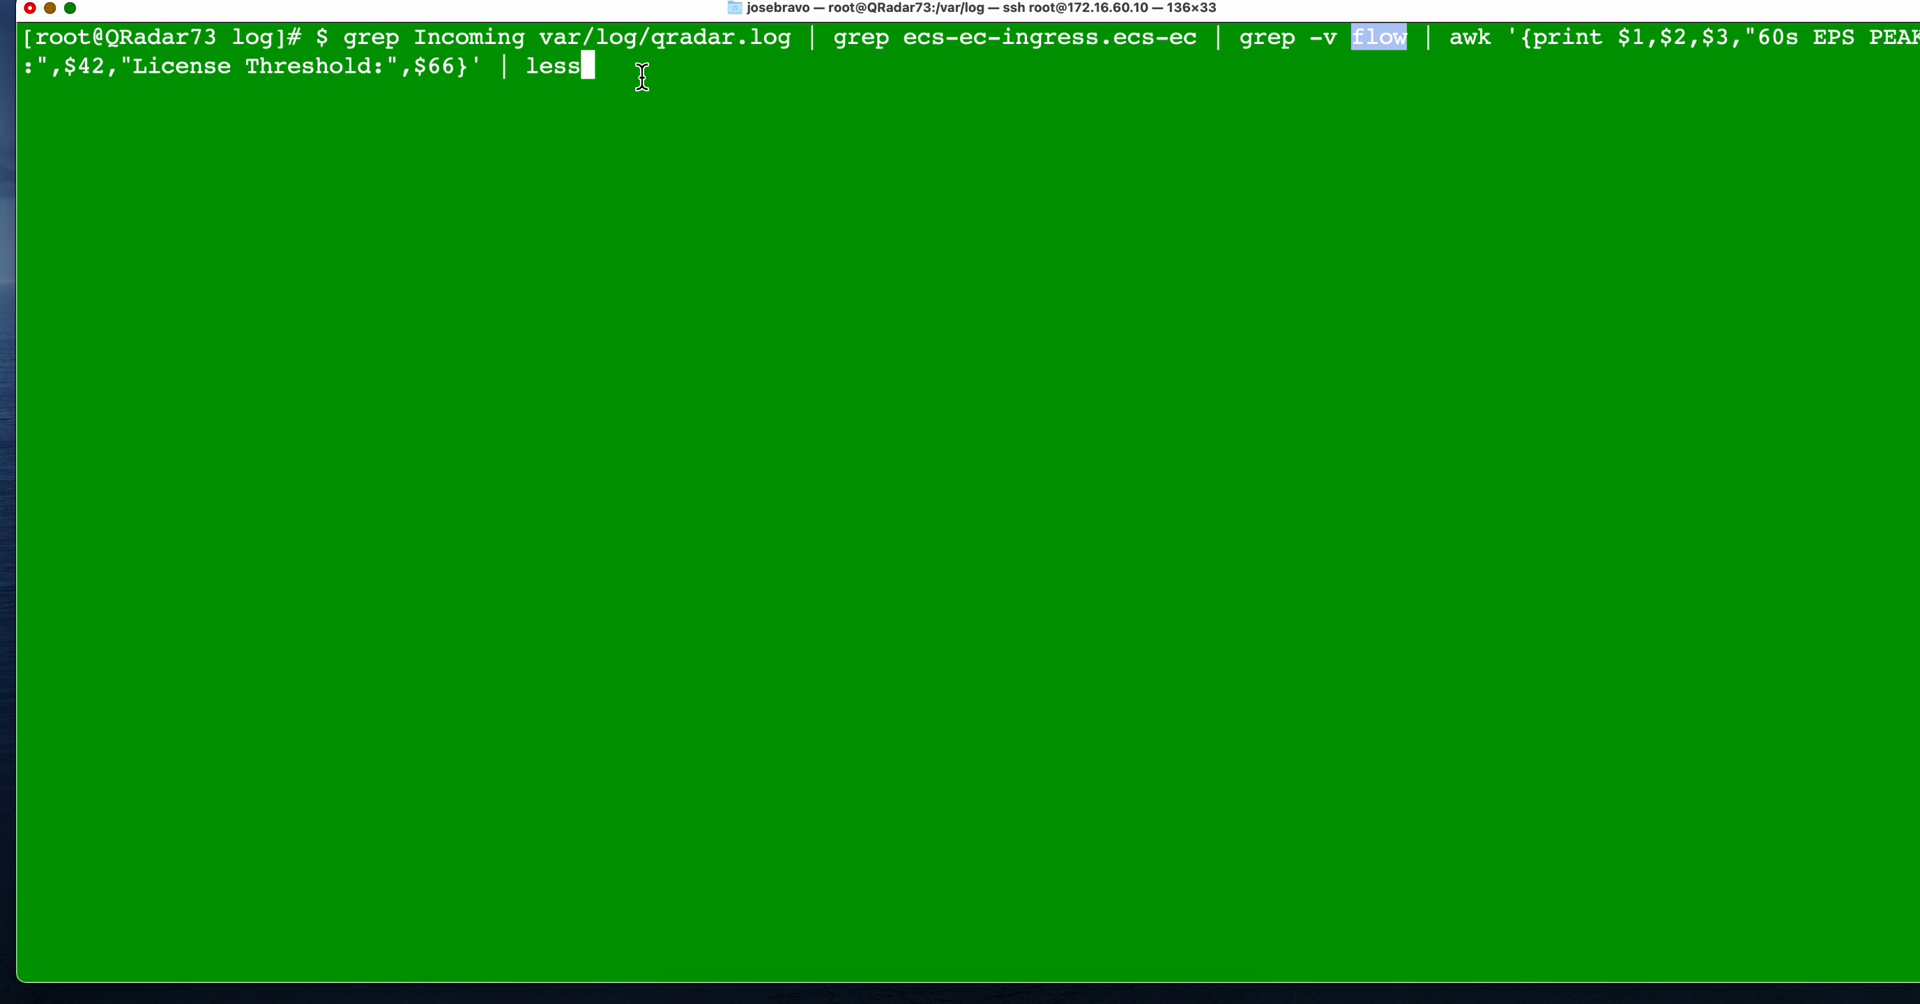 josebravo — root@QRadar73:/var/log — ssh root@172.16.60.10 — 136×33
[root@QRadar73 log]# $ grep Incoming var/log/qradar.log | grep ecs-ec-ingress.ecs-ec | grep -v flow | awk '{print $1,$2,$3,"60s EPS PEAK
:",$42,"License Threshold:",$66}' | less